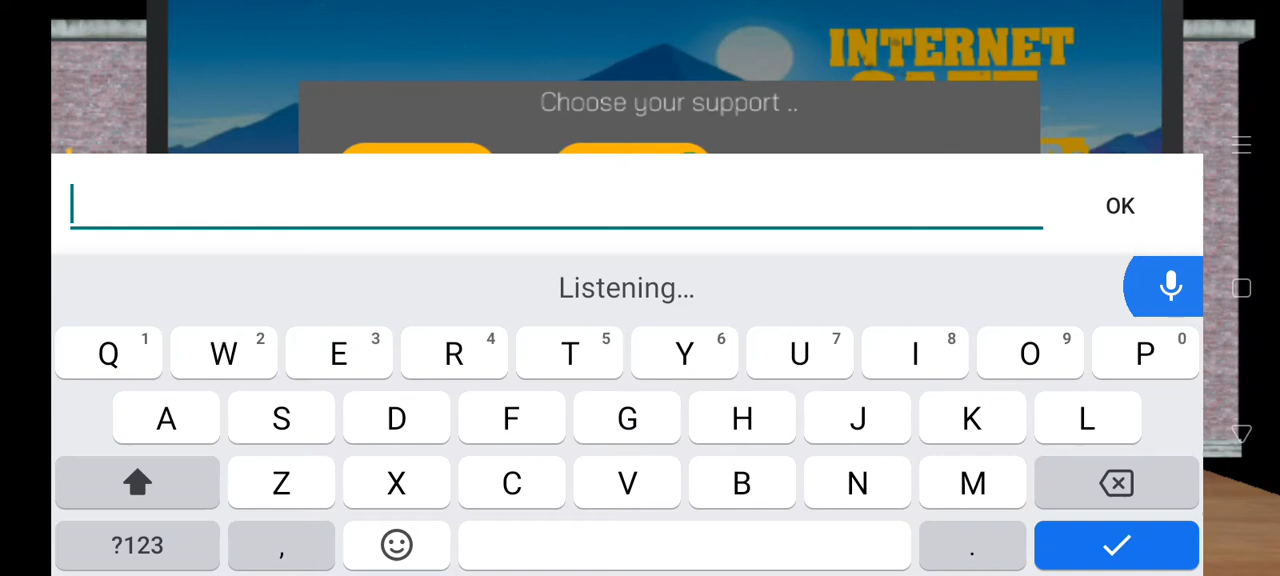 INTERNET
Choose your support ..
OK
Listening...
Q 1 W 2 E 3 R 4 T 5 Y 6 U 7 I 8 O 9 P 0
A S D F G H J K L
Z X C V B N M
?123 , .